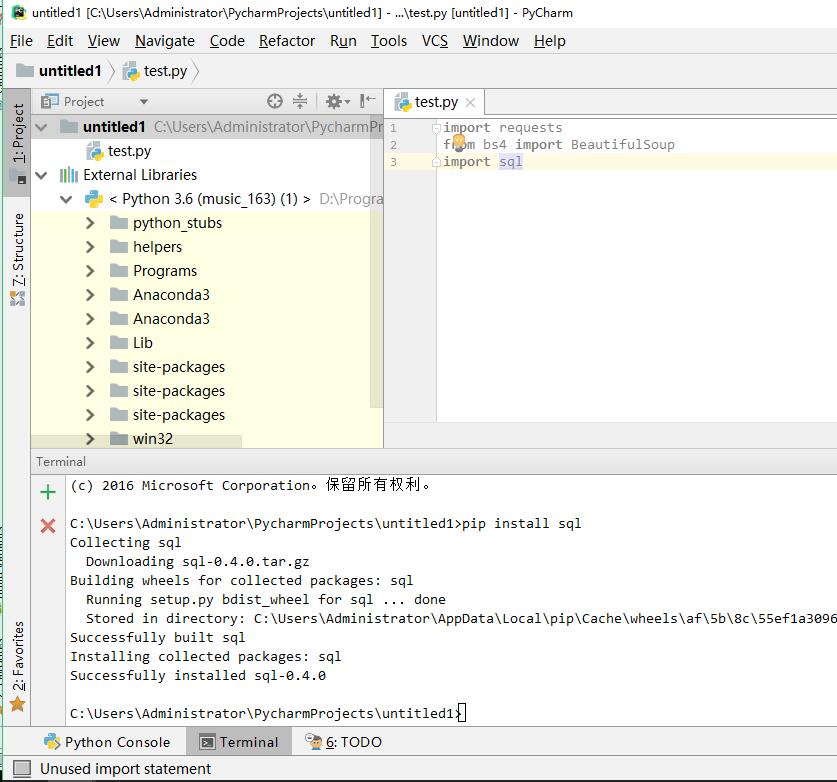 untitled1 [C:\Users\Administrator\PycharmProjects\untitled1] - ...\test.py [untitled1] - PyCharm
File Edit View Navigate Code Refactor Run Tools VCS Window Help
untitled1 test.py
1: Project
Z: Structure
2: Favorites
Project
untitled1 C:\Users\Administrator\PycharmPr
test.py
External Libraries
< Python 3.6 (music_163) (1) > D:\Progra
python_stubs
helpers
Programs
Anaconda3
Anaconda3
Lib
site-packages
site-packages
site-packages
win32
test.py
1 import requests
2 from bs4 import BeautifulSoup
3 import sql
Terminal
(c) 2016 Microsoft Corporation。保留所有权利。
C:\Users\Administrator\PycharmProjects\untitled1>pip install sql
Collecting sql
Downloading sql-0.4.0.tar.gz
Building wheels for collected packages: sql
Running setup.py bdist_wheel for sql ... done
Stored in directory: C:\Users\Administrator\AppData\Local\pip\Cache\wheels\af\5b\8c\55ef1a3096
Successfully built sql
Installing collected packages: sql
Successfully installed sql-0.4.0
C:\Users\Administrator\PycharmProjects\untitled1>
Python Console Terminal 6: TODO
Unused import statement